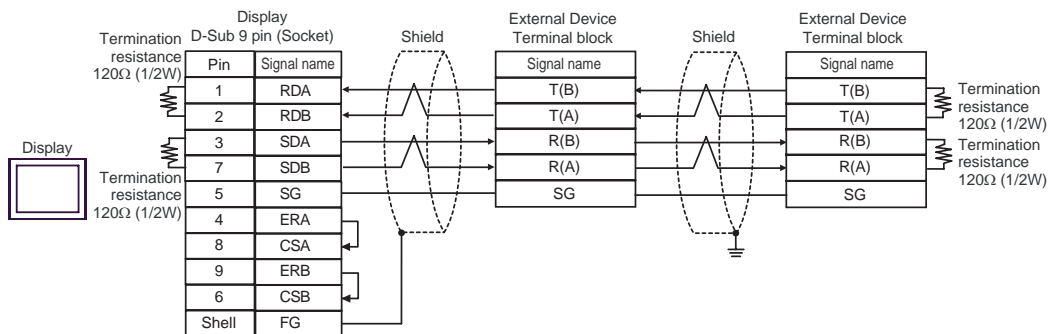 Display
D-Sub 9 pin (Socket)
Termination
resistance
120Ω (1/2W)
Pin Signal name
1 RDA
2 RDB
3 SDA
7 SDB
5 SG
4 ERA
8 CSA
9 ERB
6 CSB
Shell FG
Display
Termination
resistance
120Ω (1/2W)
Shield
External Device
Terminal block
Signal name
T(B)
T(A)
R(B)
R(A)
SG
Shield
External Device
Terminal block
Signal name
T(B)
T(A)
R(B)
R(A)
SG
Termination
resistance
120Ω (1/2W)
Termination
resistance
120Ω (1/2W)